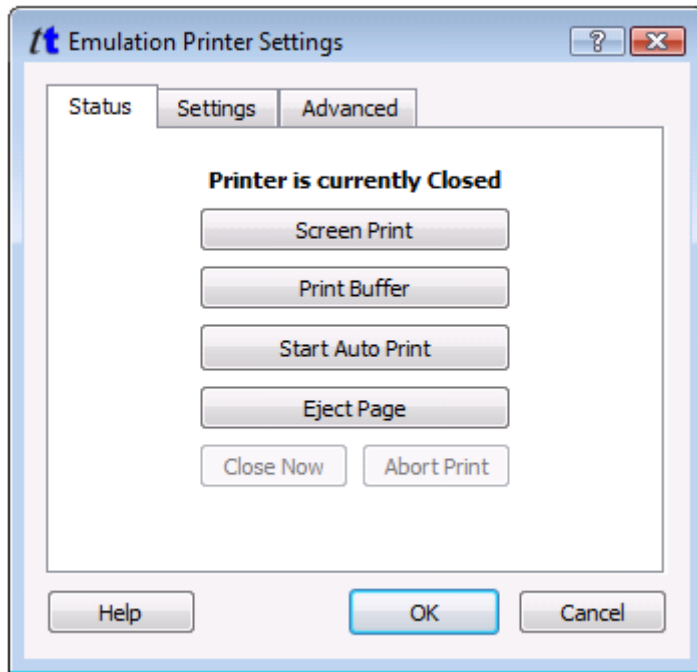 tt Emulation Printer Settings
?
Status Settings Advanced
Printer is currently Closed
Screen Print
Print Buffer
Start Auto Print
Eject Page
Close Now Abort Print
Help OK Cancel